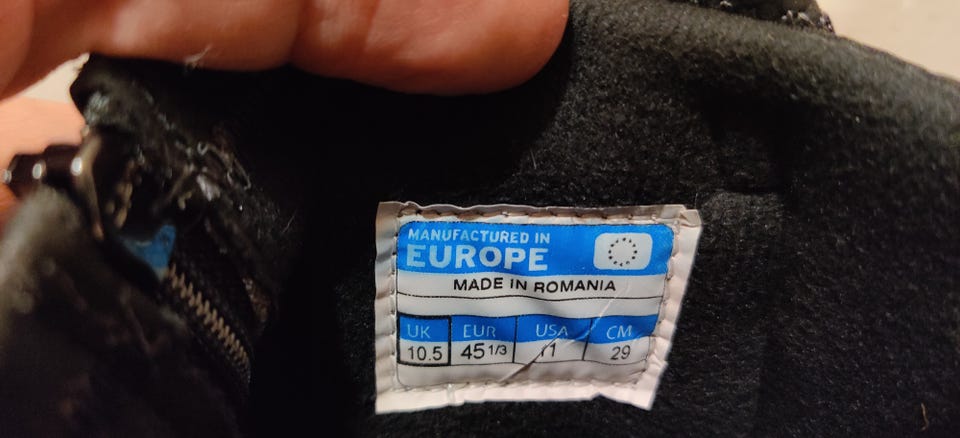 MANUFACTURED IN
EUROPE
MADE IN ROMANIA
UK EUR USA CM
10.5 45 1/3 11 29